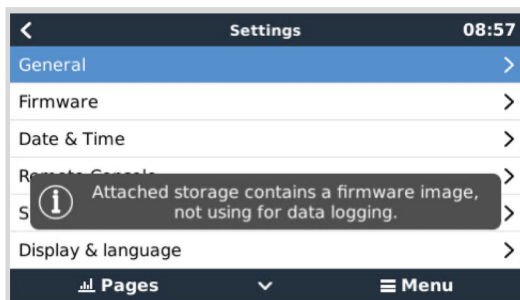 Settings
08:57
General
Firmware
Date & Time
Attached storage contains a firmware image,
not using for data logging.
Display & language
Pages
Menu